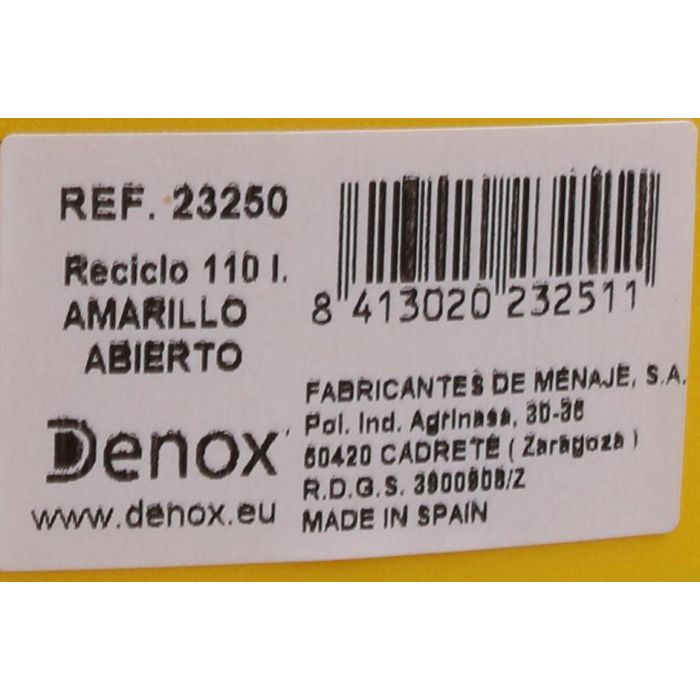 REF. 23250
Reciclo 110 l.
AMARILLO
ABIERTO
Denox
www.denox.eu
8 413020 232511
FABRICANTES DE MENAJE, S.A.
Pol. Ind. Agrinasa, 30-36
50420 CADRETE ( Zaragoza )
R.D.G.S. 3900908/Z
MADE IN SPAIN